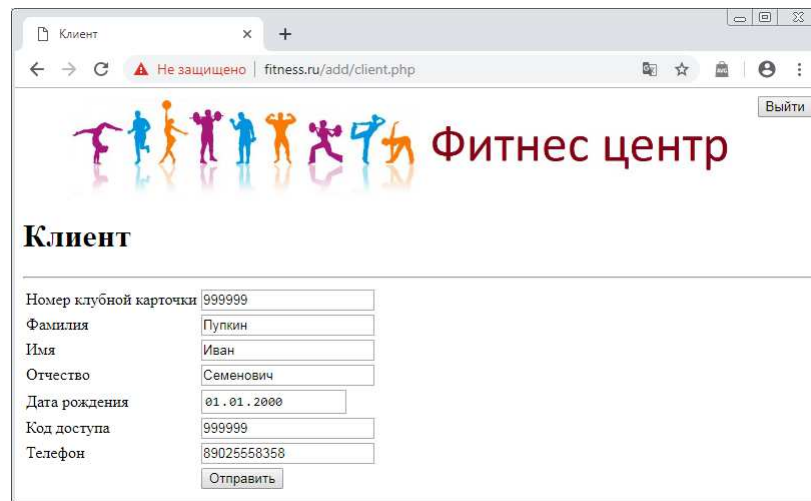 Клиент
Не защищено | fitness.ru/add/client.php
Выйти
Фитнес центр
Клиент
Номер клубной карточки 999999
Фамилия Пупкин
Имя Иван
Отчество Семенович
Дата рождения 01.01.2000
Код доступа 999999
Телефон 89025558358
Отправить